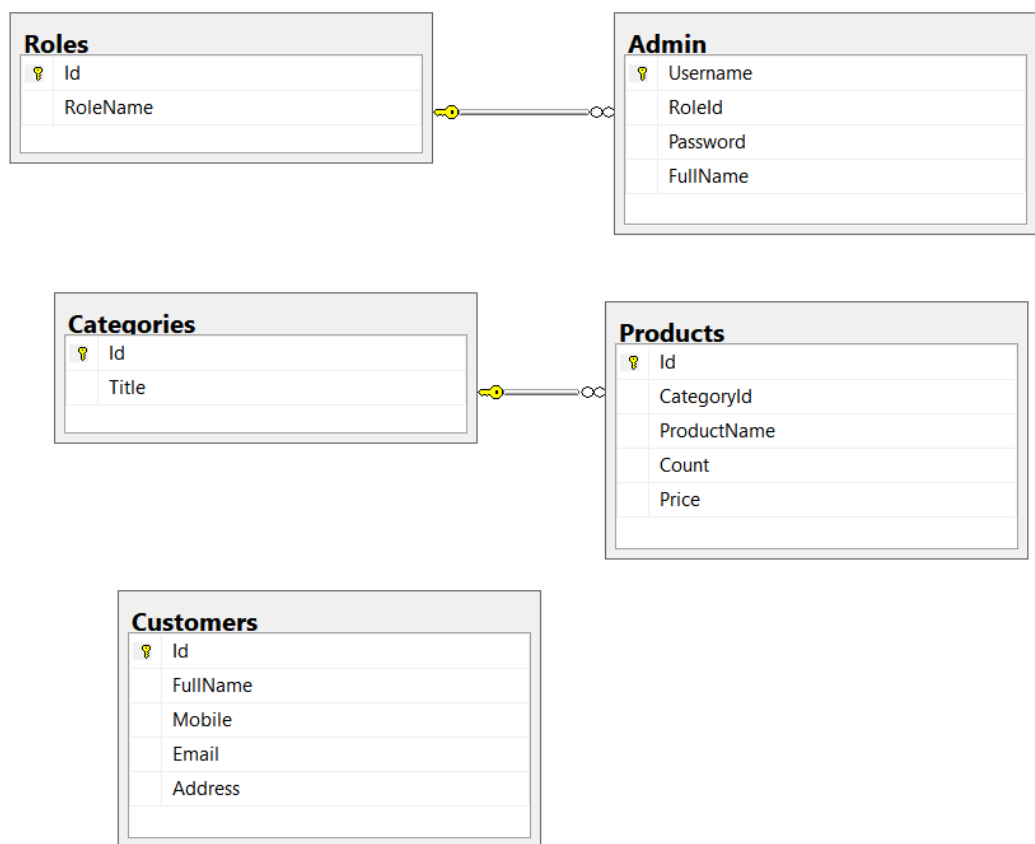 Roles
Id
RoleName
Admin
Username
RoleId
Password
FullName
Categories
Id
Title
Products
Id
CategoryId
ProductName
Count
Price
Customers
Id
FullName
Mobile
Email
Address